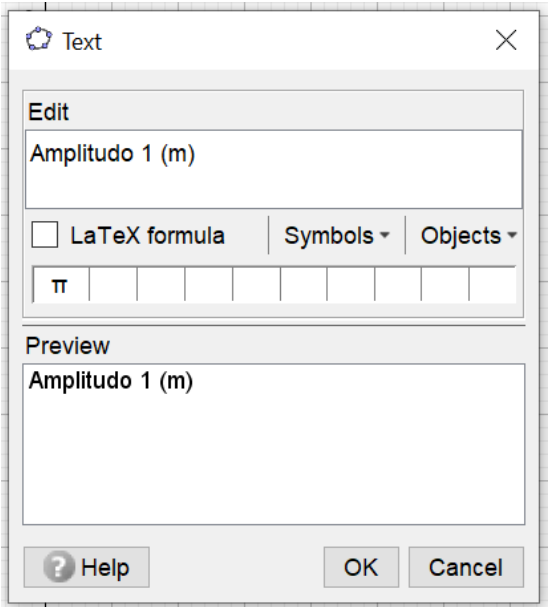 Text
Edit
Amplitudo 1 (m)
LaTeX formula Symbols Objects
π
Preview
Amplitudo 1 (m)
Help OK Cancel